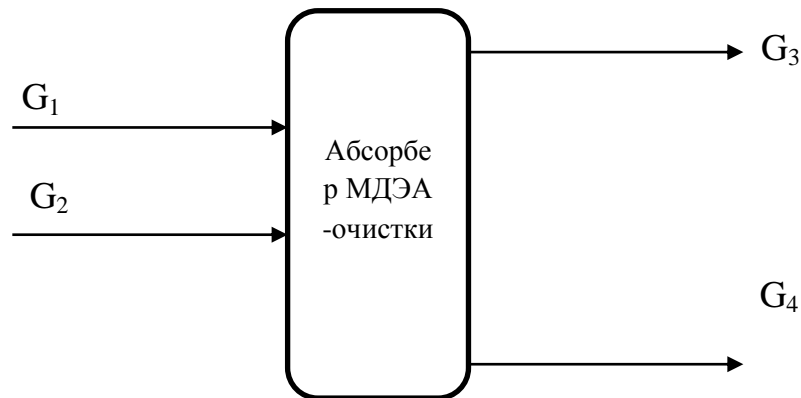 G₃
G₁
Абсорбе
р МДЭА
-очистки
G₂
G₄